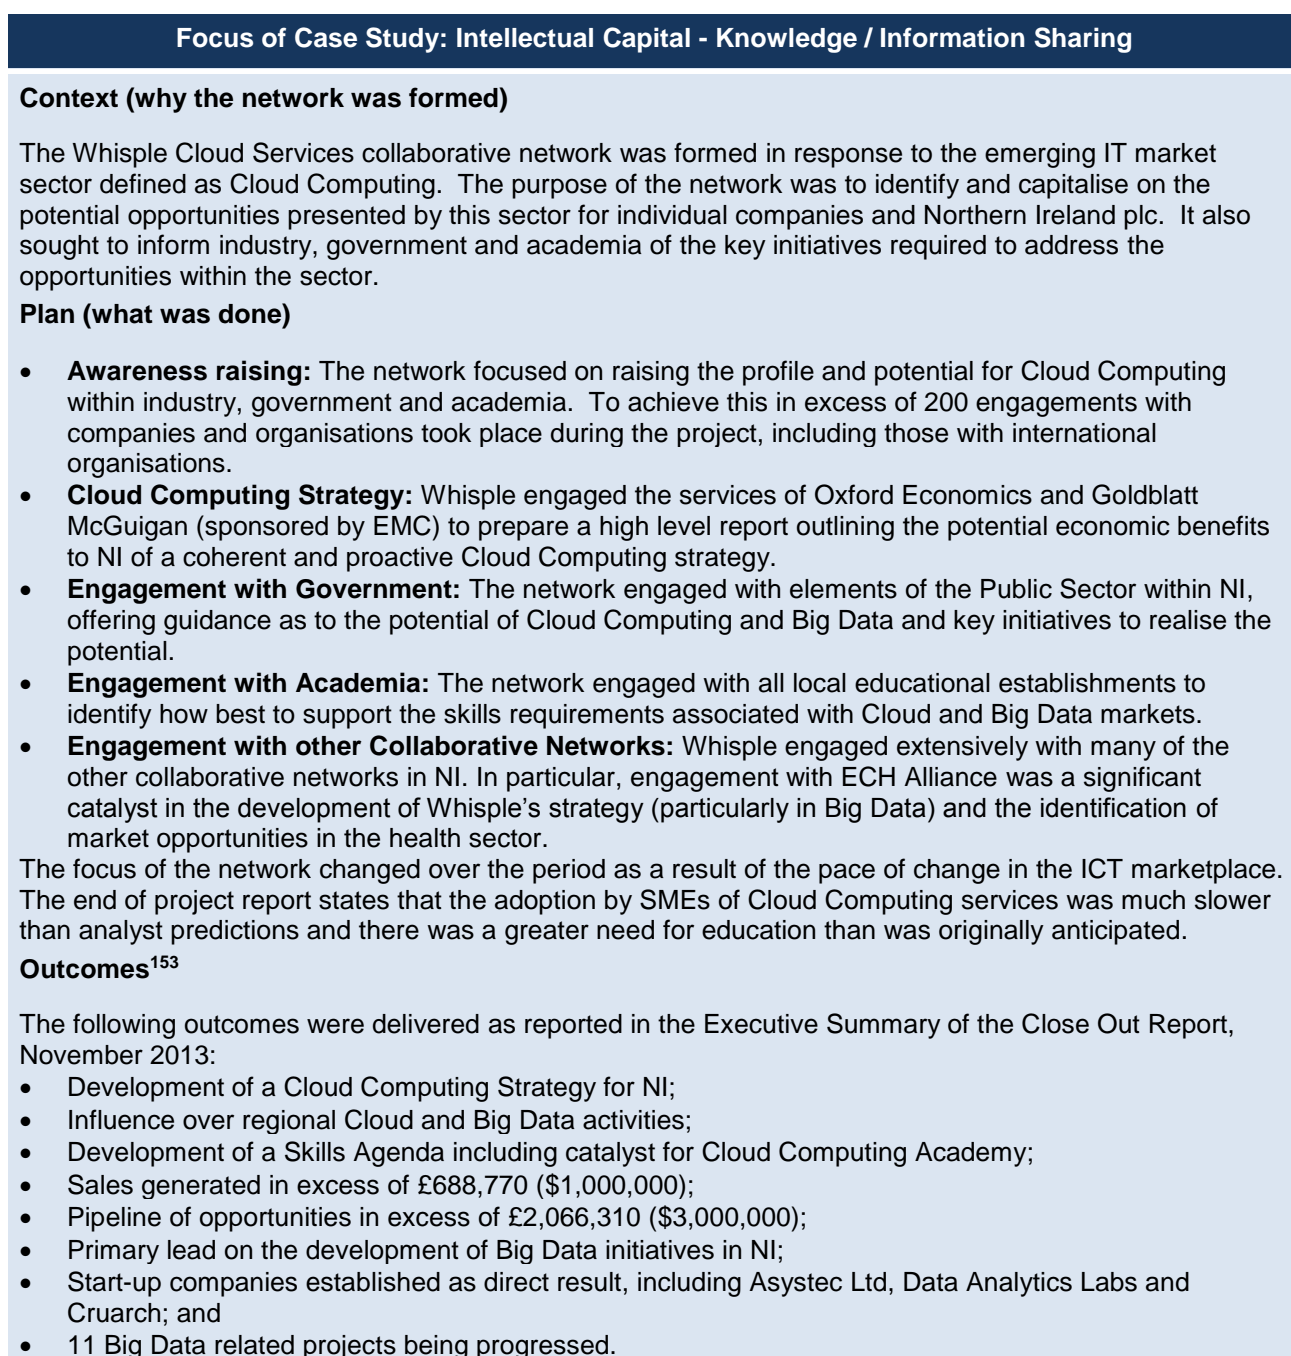 Focus of Case Study: Intellectual Capital - Knowledge / Information Sharing
Context (why the network was formed)
The Whisple Cloud Services collaborative network was formed in response to the emerging IT market
sector defined as Cloud Computing.  The purpose of the network was to identify and capitalise on the
potential opportunities presented by this sector for individual companies and Northern Ireland plc.  It also
sought to inform industry, government and academia of the key initiatives required to address the
opportunities within the sector.
Plan (what was done)
• Awareness raising: The network focused on raising the profile and potential for Cloud Computing
within industry, government and academia.  To achieve this in excess of 200 engagements with
companies and organisations took place during the project, including those with international
organisations.
• Cloud Computing Strategy: Whisple engaged the services of Oxford Economics and Goldblatt
McGuigan (sponsored by EMC) to prepare a high level report outlining the potential economic benefits
to NI of a coherent and proactive Cloud Computing strategy.
• Engagement with Government: The network engaged with elements of the Public Sector within NI,
offering guidance as to the potential of Cloud Computing and Big Data and key initiatives to realise the
potential.
• Engagement with Academia: The network engaged with all local educational establishments to
identify how best to support the skills requirements associated with Cloud and Big Data markets.
• Engagement with other Collaborative Networks: Whisple engaged extensively with many of the
other collaborative networks in NI. In particular, engagement with ECH Alliance was a significant
catalyst in the development of Whisple’s strategy (particularly in Big Data) and the identification of
market opportunities in the health sector.
The focus of the network changed over the period as a result of the pace of change in the ICT marketplace.
The end of project report states that the adoption by SMEs of Cloud Computing services was much slower
than analyst predictions and there was a greater need for education than was originally anticipated.
Outcomes153
The following outcomes were delivered as reported in the Executive Summary of the Close Out Report,
November 2013:
• Development of a Cloud Computing Strategy for NI;
• Influence over regional Cloud and Big Data activities;
• Development of a Skills Agenda including catalyst for Cloud Computing Academy;
• Sales generated in excess of £688,770 ($1,000,000);
• Pipeline of opportunities in excess of £2,066,310 ($3,000,000);
• Primary lead on the development of Big Data initiatives in NI;
• Start-up companies established as direct result, including Asystec Ltd, Data Analytics Labs and
Cruarch; and
• 11 Big Data related projects being progressed.